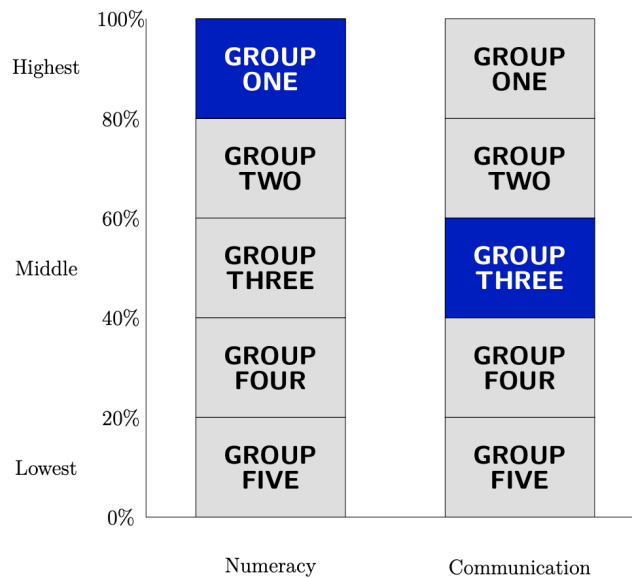 100%
Highest
GROUP
ONE
GROUP
ONE
80%
GROUP
TWO
GROUP
TWO
60%
Middle
GROUP
THREE
GROUP
THREE
40%
GROUP
FOUR
GROUP
FOUR
20%
Lowest
GROUP
FIVE
GROUP
FIVE
0%
Numeracy
Communication